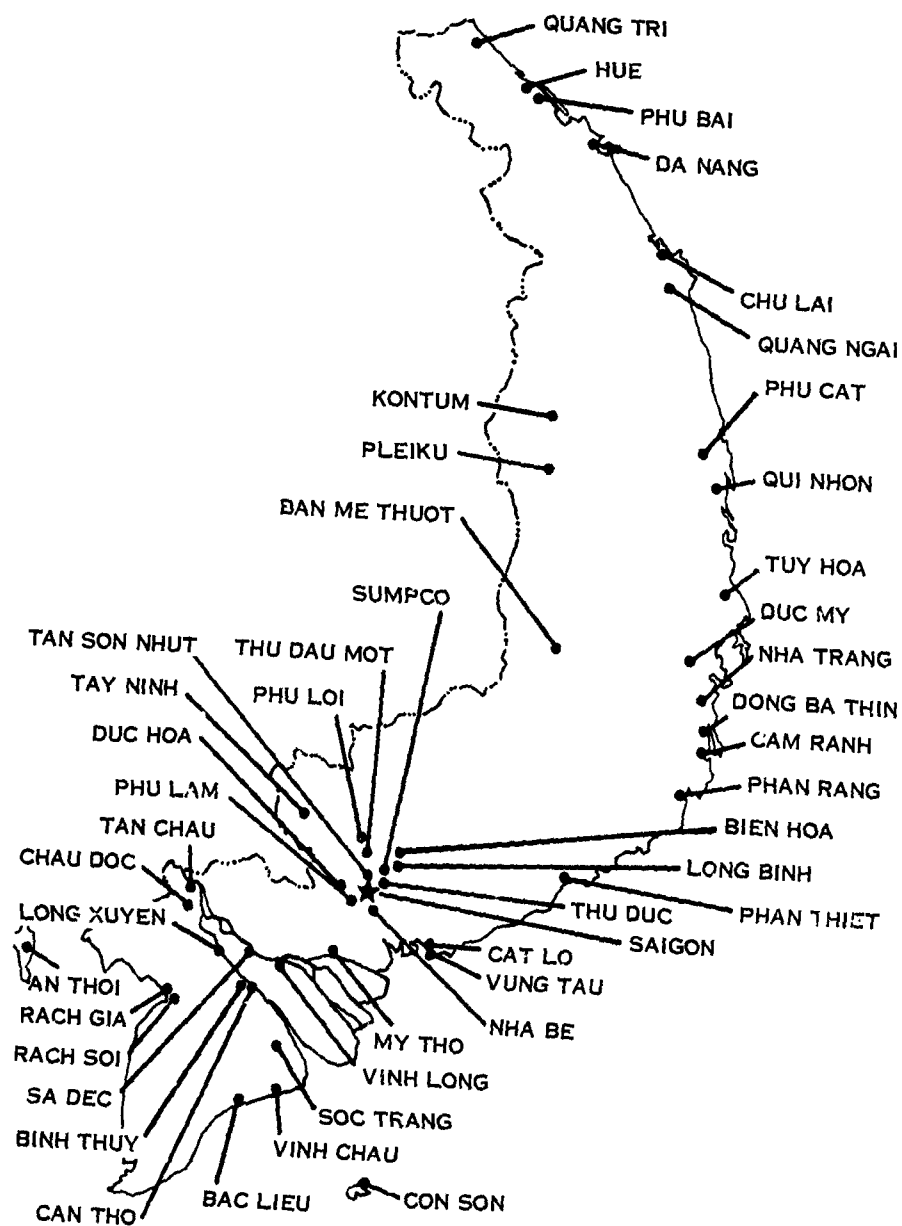 QUANG TRI
HUE
PHU BAI
DA NANG
CHU LAI
QUANG NGAI
PHU CAT
KONTUM
PLEIKU
QUI NHON
BAN ME THUOT
TUY HOA
SUMPCO
DUC MY
TAN SON NHUT
THU DAU MOT
NHA TRANG
TAY NINH
PHU LOI
DONG BA THIN
DUC HOA
CAM RANH
PHU LAM
PHAN RANG
TAN CHAU
BIEN HOA
CHAU DOC
LONG BINH
LONG XUYEN
THU DUC
PHAN THIET
SAIGON
CAT LO
AN THOI
VUNG TAU
RACH GIA
NHA BE
MY THO
RACH SOI
VINH LONG
SA DEC
SOC TRANG
BINH THUY
VINH CHAU
BAC LIEU
CON SON
CAN THO